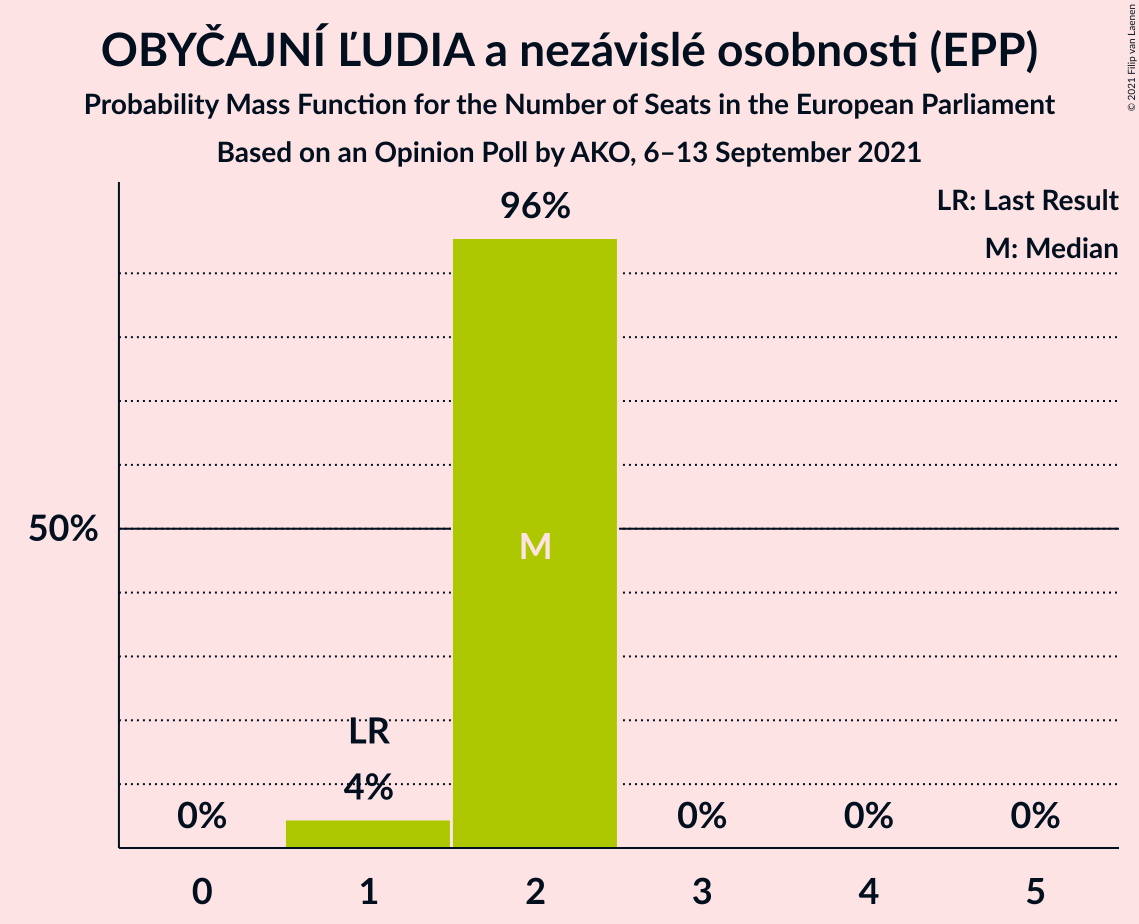 OBYČAJNÍ ĽUDIA a nezávislé osobnosti (EPP)
Probability Mass Function for the Number of Seats in the European Parliament
Based on an Opinion Poll by AKO, 6–13 September 2021
© 2021 Filip van Laenen
LR: Last Result
M: Median
96%
50%
M
LR
4%
0%
0%
0%
0%
0 1 2 3 4 5